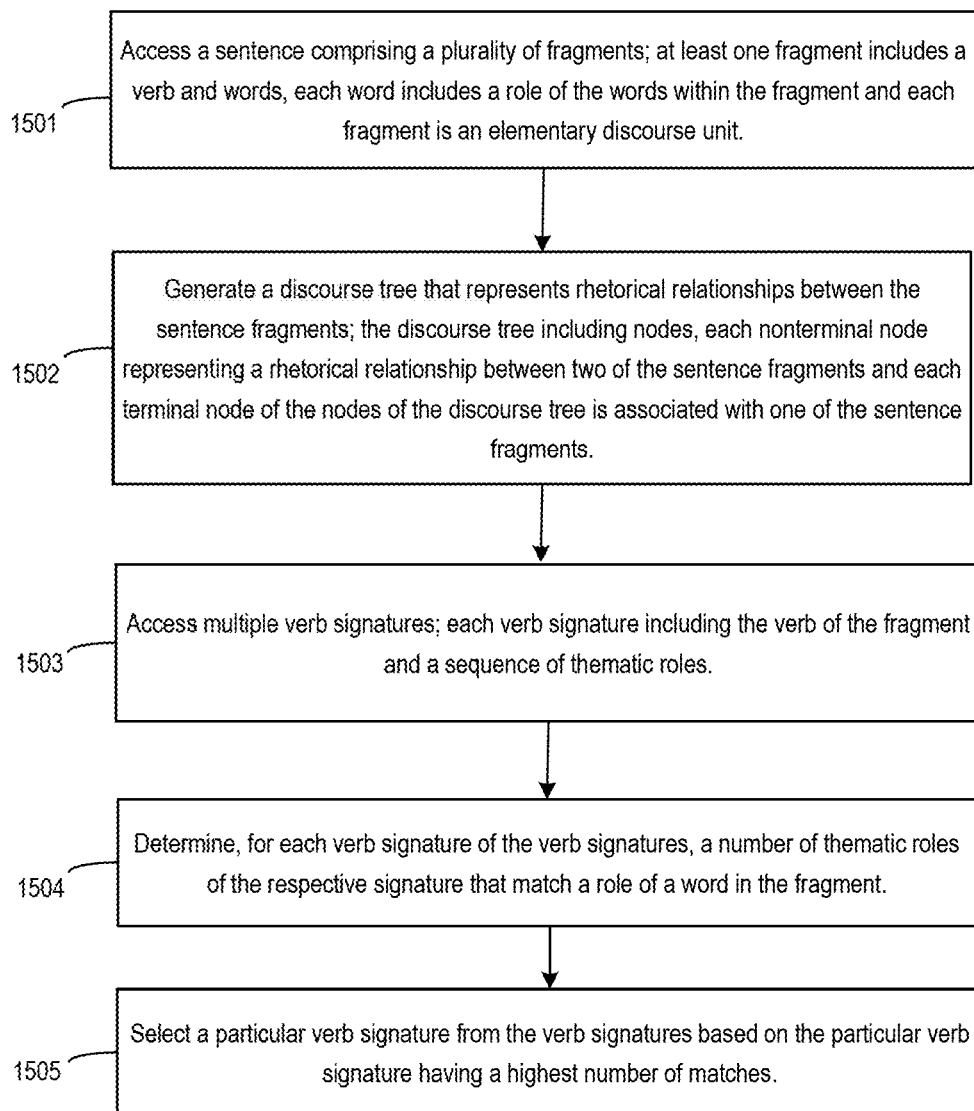 Access a sentence comprising a plurality of fragments; at least one fragment includes a
verb and words, each word includes a role of the words within the fragment and each
fragment is an elementary discourse unit.
1501
Generate a discourse tree that represents rhetorical relationships between the
sentence fragments; the discourse tree including nodes, each nonterminal node
representing a rhetorical relationship between two of the sentence fragments and each
terminal node of the nodes of the discourse tree is associated with one of the sentence
fragments.
1502
Access multiple verb signatures; each verb signature including the verb of the fragment
and a sequence of thematic roles.
1503
Determine, for each verb signature of the verb signatures, a number of thematic roles
of the respective signature that match a role of a word in the fragment.
1504
Select a particular verb signature from the verb signatures based on the particular verb
signature having a highest number of matches.
1505